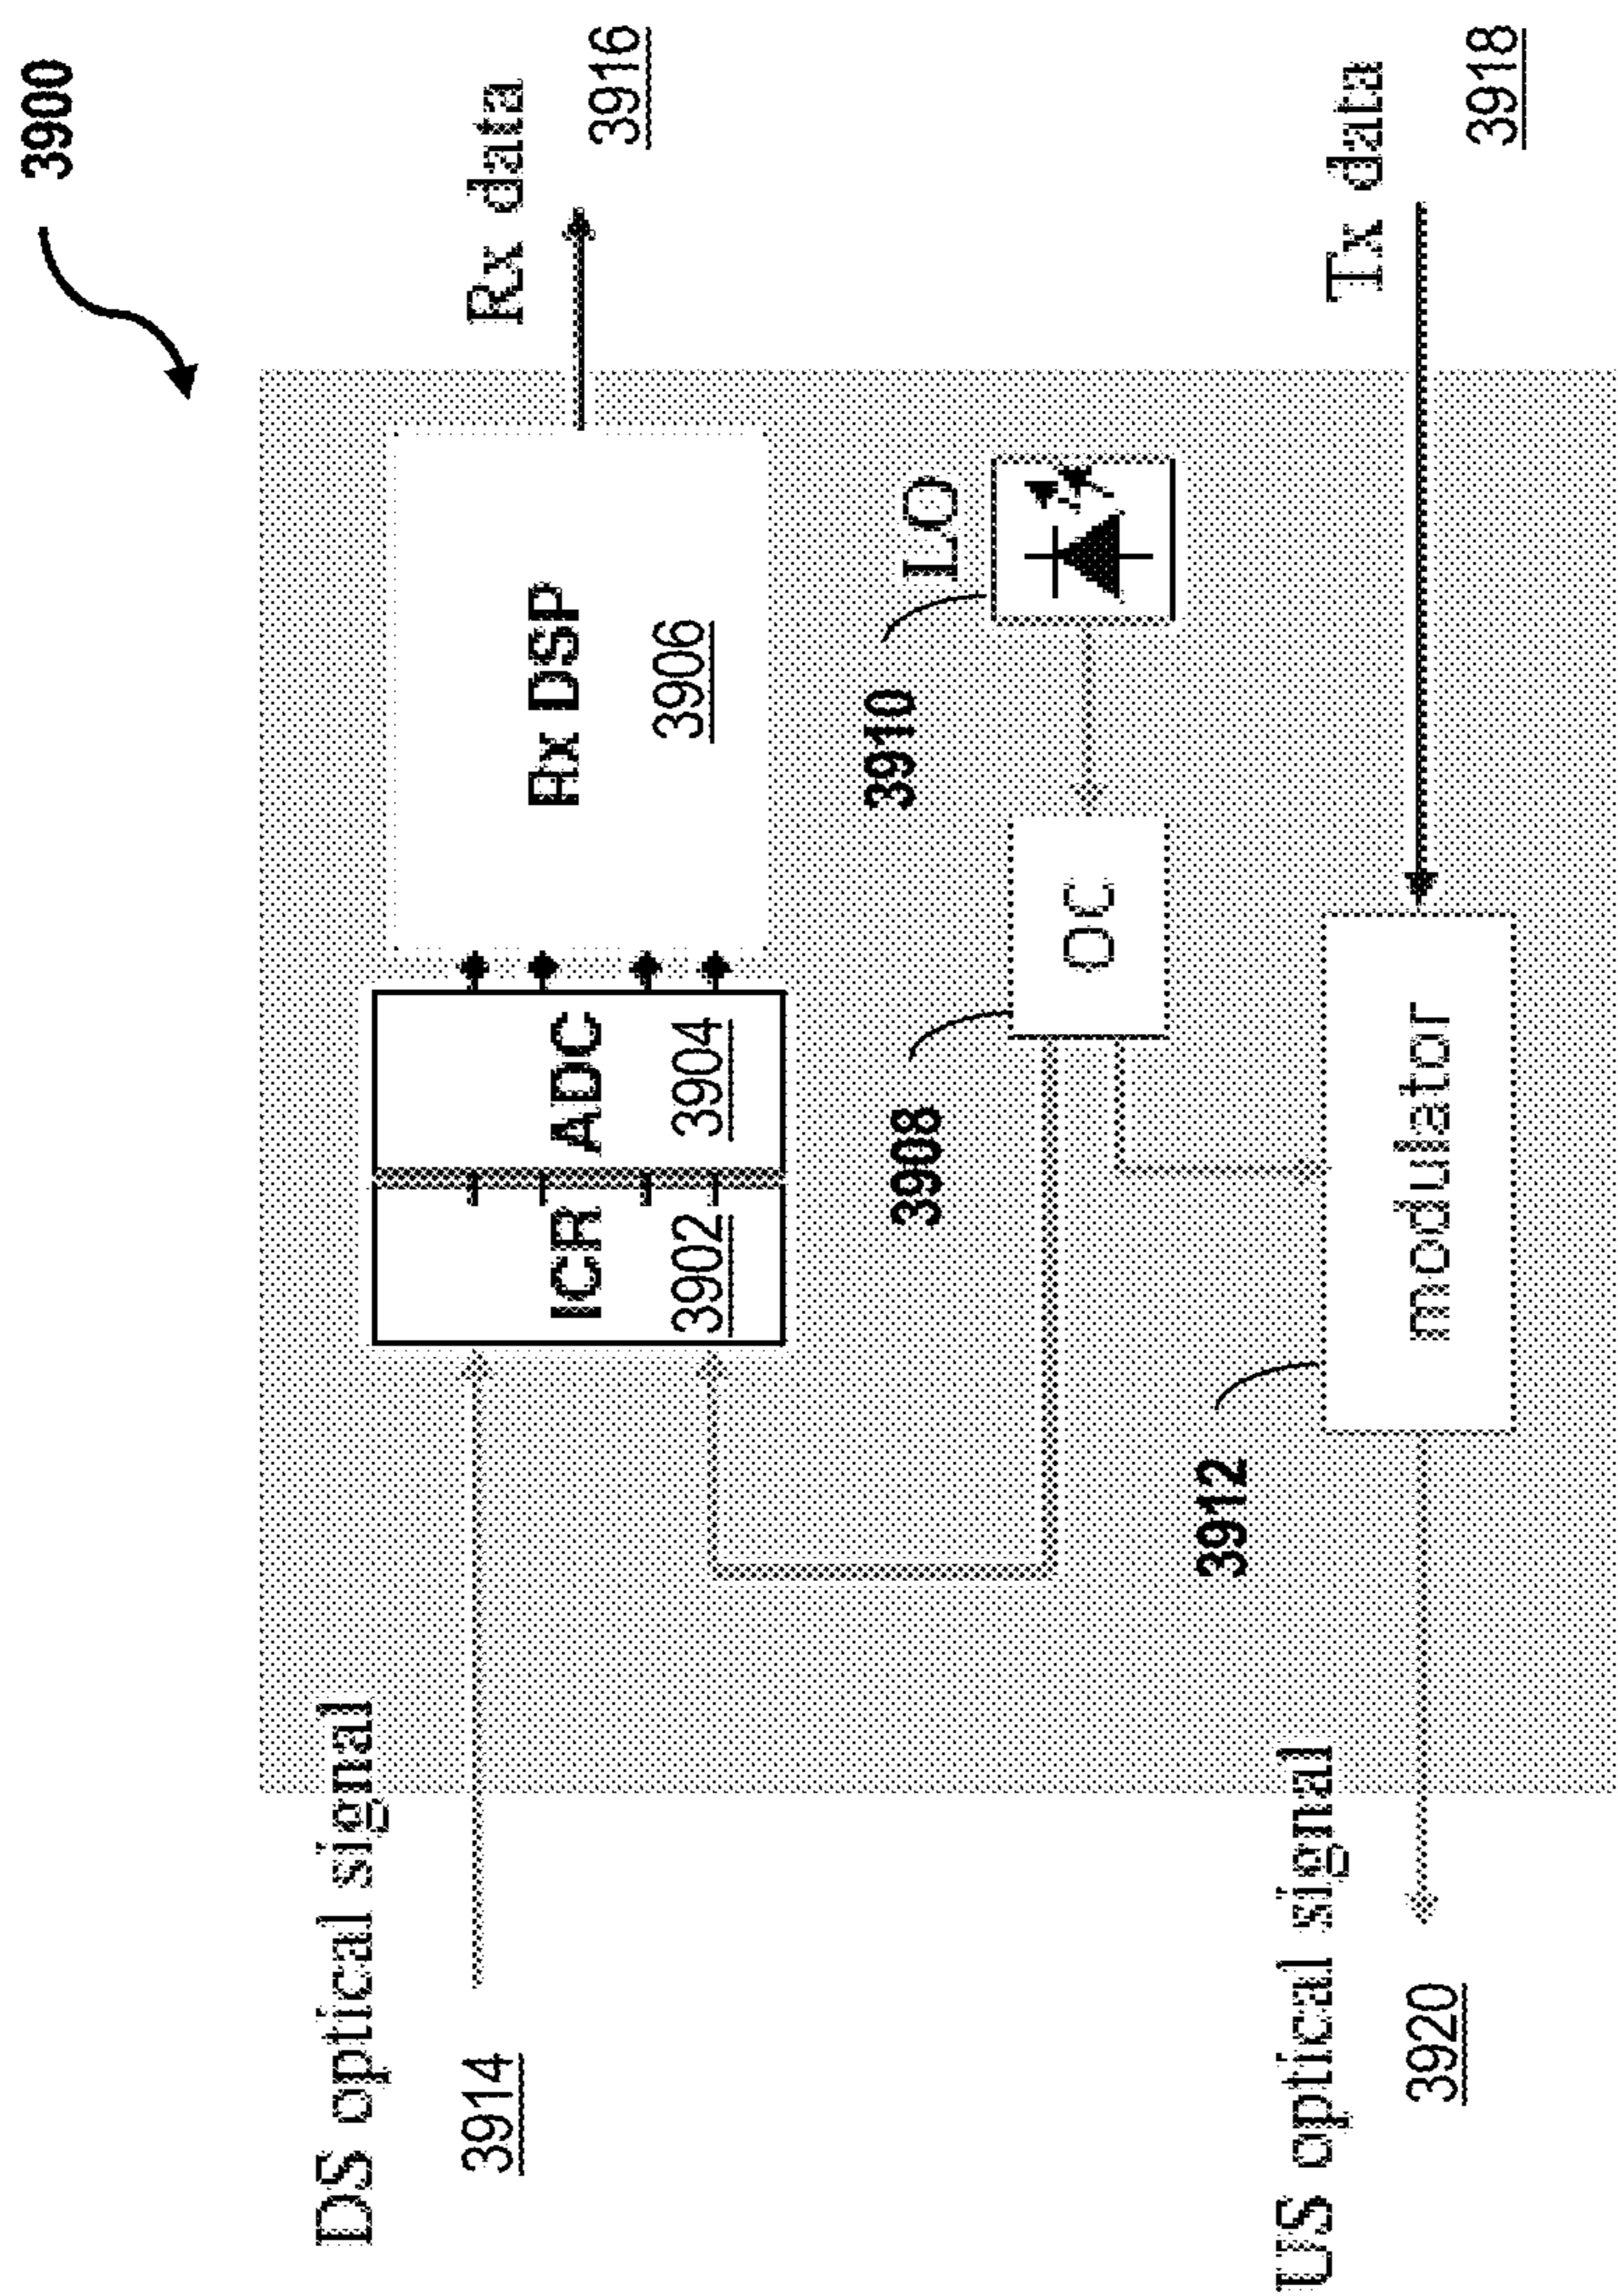 3900
DS optical signal
3914
ICR
3902
ADC
3904
Rx DSP
3906
Rx data
3916
3908
OC
3910
LO
3912
modulator
US optical signal
3920
Tx data
3918